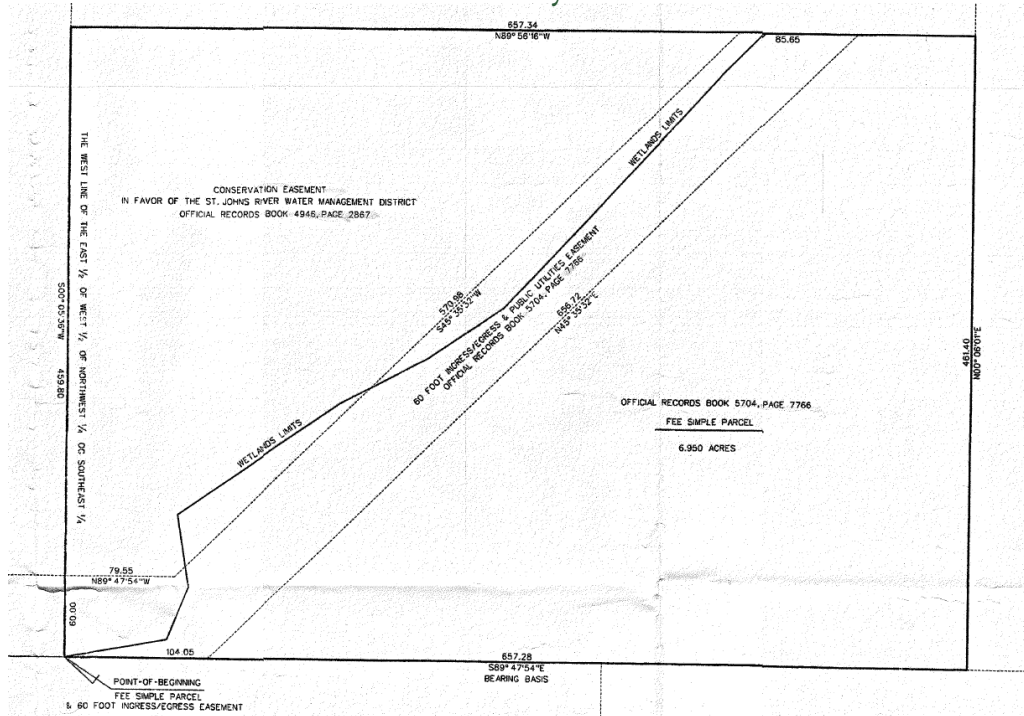 657.34
N89° 56'16"W
85.65
WETLANDS LIMITS
THE WEST LINE OF THE EAST ½ OF WEST ½ OF NORTHWEST ¼ OC SOUTHEAST ¼
CONSERVATION EASEMENT
IN FAVOR OF THE ST. JOHNS RIVER WATER MANAGEMENT DISTRICT
OFFICIAL RECORDS BOOK 4946, PAGE 2867
S00° 05'36"W
459.80
570.98
S45° 35'32"W
60 FOOT INGRESS/EGRESS & PUBLIC UTILITIES EASEMENT
OFFICIAL RECORDS BOOK 5704, PAGE 7766
656.72
N45° 35'32"E
461.40
N00° 06'01"E
OFFICIAL RECORDS BOOK 5704, PAGE 7766
FEE SIMPLE PARCEL
6.950 ACRES
WETLANDS LIMITS
79.55
N89° 47'54"W
60.00
104.05
657.28
S89° 47'54"E
BEARING BASIS
POINT-OF-BEGINNING
FEE SIMPLE PARCEL
& 60 FOOT INGRESS/EGRESS EASEMENT